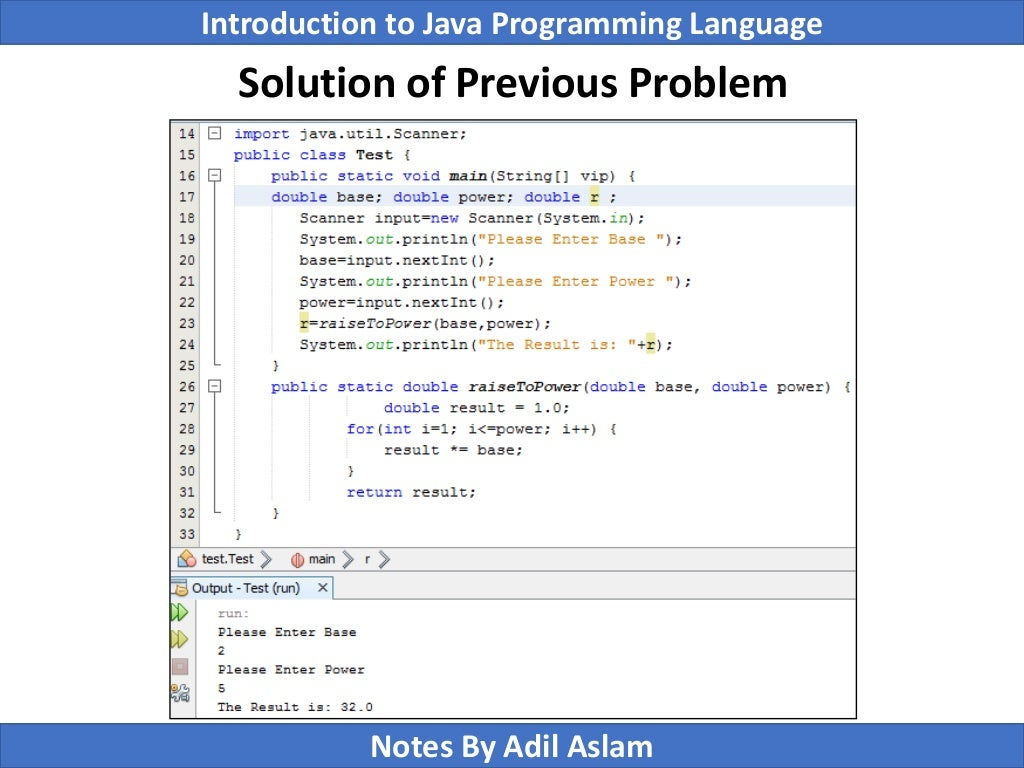 Introduction to Java Programming Language
Solution of Previous Problem
14 import java.util.Scanner;
15 public class Test {
16 public static void main(String[] vip) {
17 double base; double power; double r ;
18 Scanner input=new Scanner(System.in);
19 System.out.println("Please Enter Base ");
20 base=input.nextInt();
21 System.out.println("Please Enter Power ");
22 power=input.nextInt();
23 r=raiseToPower(base,power);
24 System.out.println("The Result is: "+r);
25 }
26 public static double raiseToPower(double base, double power) {
27 double result = 1.0;
28 for(int i=1; i<=power; i++) {
29 result *= base;
30 }
31 return result;
32 }
33 }
test.Test main r
Output - Test (run)
run:
Please Enter Base
2
Please Enter Power
5
The Result is: 32.0
Notes By Adil Aslam